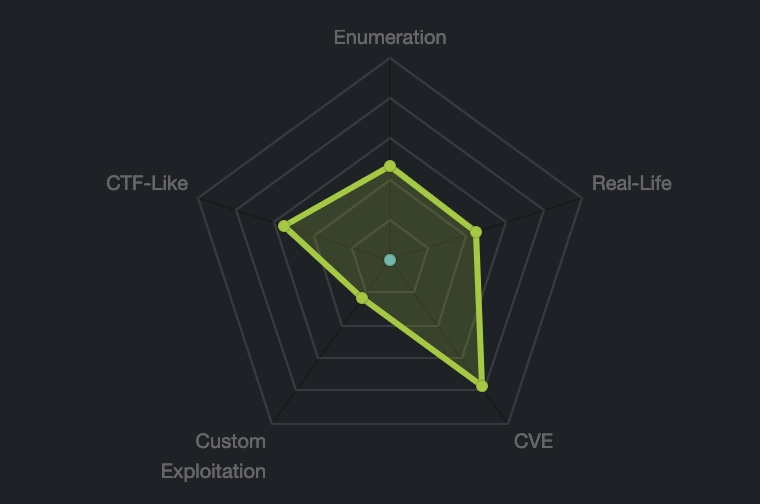 Enumeration
CTF-Like
Real-Life
Custom
Exploitation
CVE